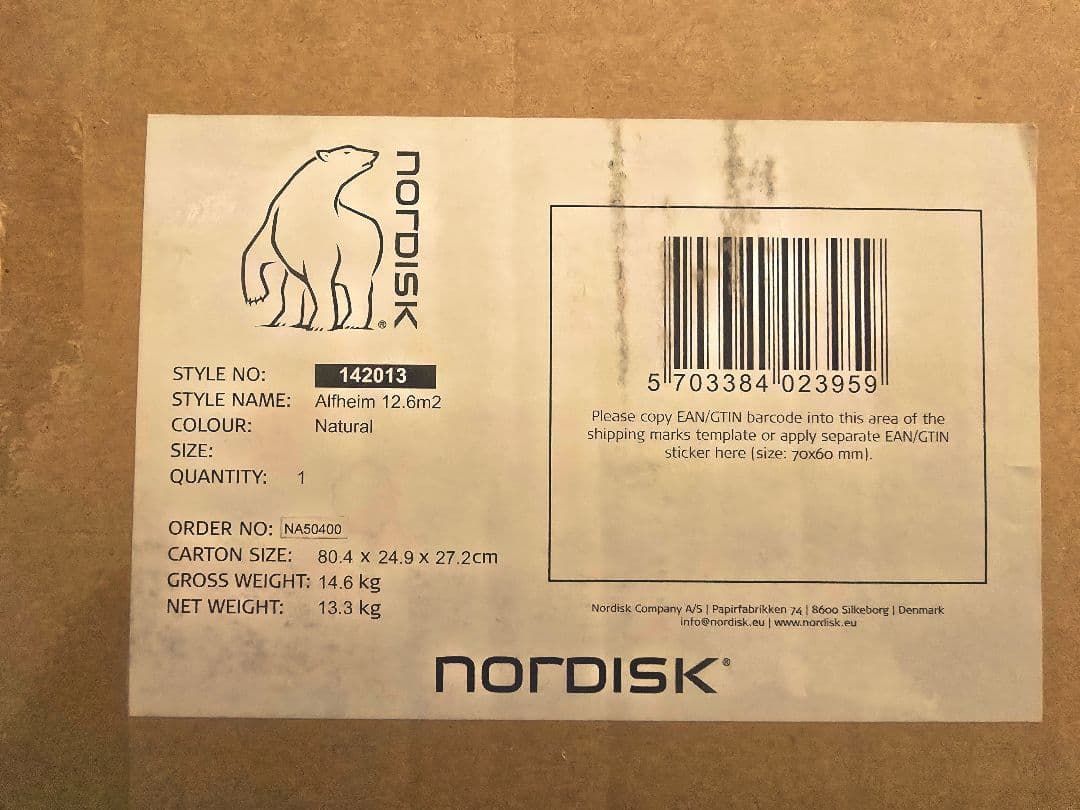 NORDISK
®
STYLE NO: 142013
STYLE NAME: Alfheim 12.6m2
COLOUR: Natural
SIZE:
QUANTITY: 1
ORDER NO: NA50400
CARTON SIZE: 80.4 x 24.9 x 27.2cm
GROSS WEIGHT: 14.6 kg
NET WEIGHT: 13.3 kg
5 703384 023959
Please copy EAN/GTIN barcode into this area of the
shipping marks template or apply separate EAN/GTIN
sticker here (size: 70x60 mm).
Nordisk Company A/S | Papirfabrikken 74 | 8600 Silkeborg | Denmark
info@nordisk.eu | www.nordisk.eu
NORDISK®